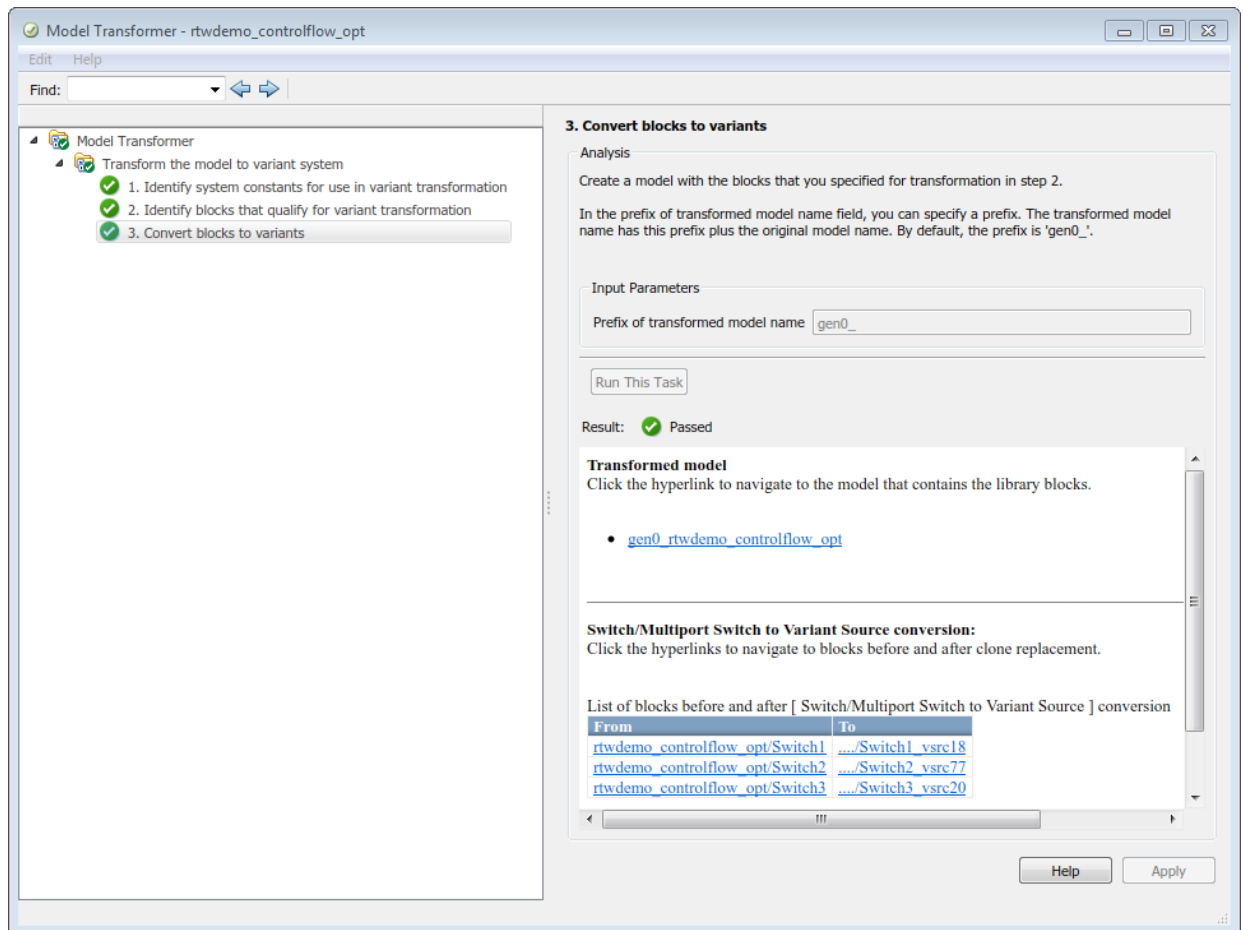 Model Transformer - rtwdemo_controlflow_opt
Edit Help
Find:
Model Transformer
Transform the model to variant system
1. Identify system constants for use in variant transformation
2. Identify blocks that qualify for variant transformation
3. Convert blocks to variants
3. Convert blocks to variants
Analysis
Create a model with the blocks that you specified for transformation in step 2.
In the prefix of transformed model name field, you can specify a prefix. The transformed model
name has this prefix plus the original model name. By default, the prefix is 'gen0_'.
Input Parameters
Prefix of transformed model name gen0_
Run This Task
Result: Passed
Transformed model
Click the hyperlink to navigate to the model that contains the library blocks.
• gen0_rtwdemo_controlflow_opt
Switch/Multiport Switch to Variant Source conversion:
Click the hyperlinks to navigate to blocks before and after clone replacement.
List of blocks before and after [ Switch/Multiport Switch to Variant Source ] conversion
From To
rtwdemo_controlflow_opt/Switch1 ..../Switch1_vsrc18
rtwdemo_controlflow_opt/Switch2 ..../Switch2_vsrc77
rtwdemo_controlflow_opt/Switch3 ..../Switch3_vsrc20
Help Apply